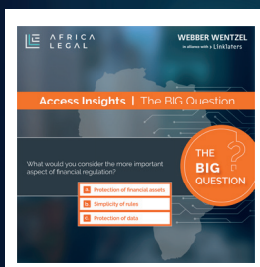 AFRICA
LEGAL
WEBBER WENTZEL
in alliance with > Linklaters
Access Insights | The BIG Question
What would you consider the more important
aspect of financial regulation?
a. Protection of financial assets
b. Simplicity of rules
c. Protection of data
THE
BIG
QUESTION
?